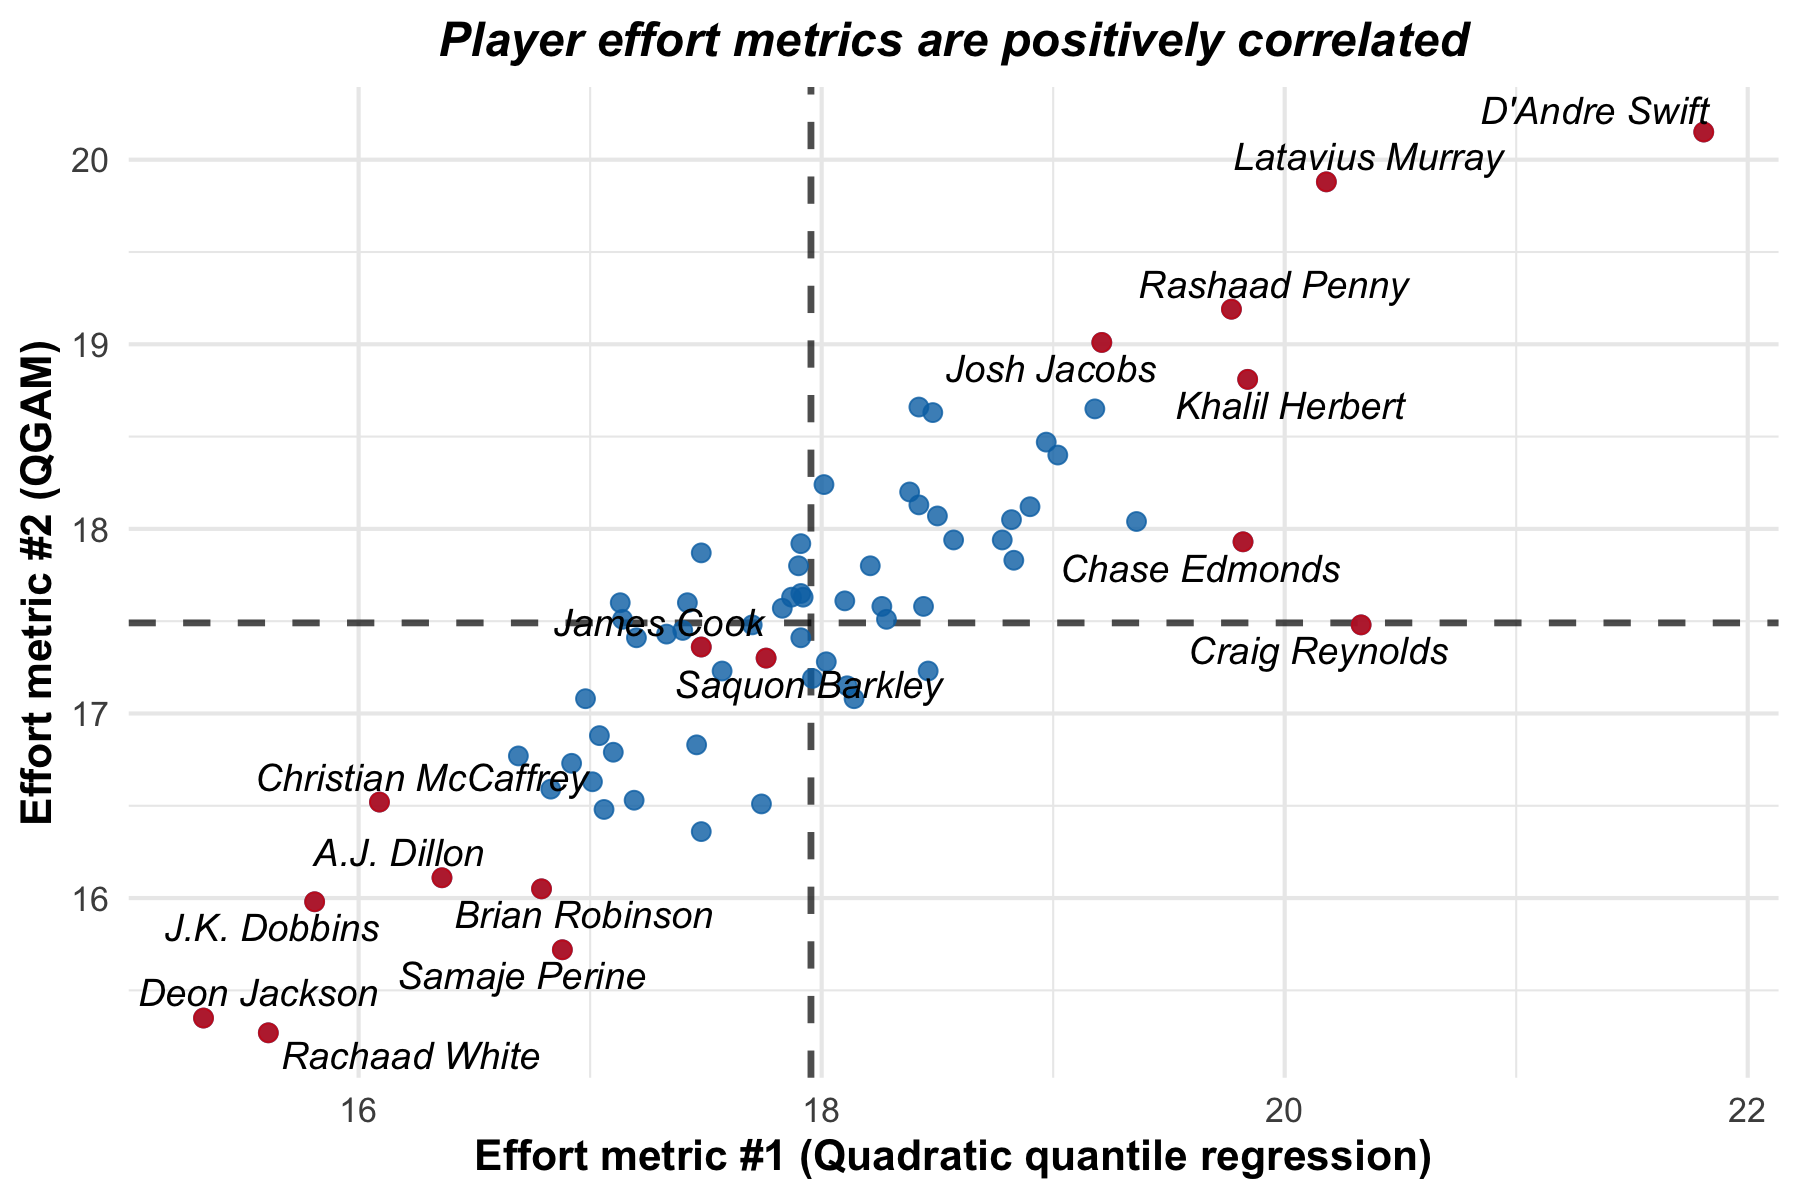 Player effort metrics are positively correlated
D'Andre Swift
Latavius Murray
Rashaad Penny
Josh Jacobs
Khalil Herbert
Chase Edmonds
James Cook
Craig Reynolds
Saquon Barkley
Christian McCaffrey
A.J. Dillon
Brian Robinson
J.K. Dobbins
Samaje Perine
Deon Jackson
Rachaad White
20
19
18
17
16
Effort metric #2 (QGAM)
16 18 20 22
Effort metric #1 (Quadratic quantile regression)